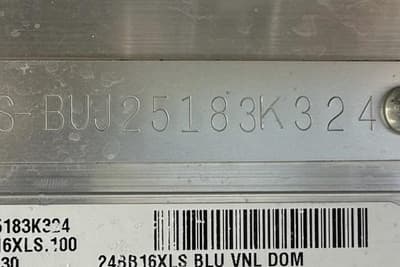 S-BUJ25183K324
5183K324
16XLS.100
30
24BB16XLS BLU VNL DOM